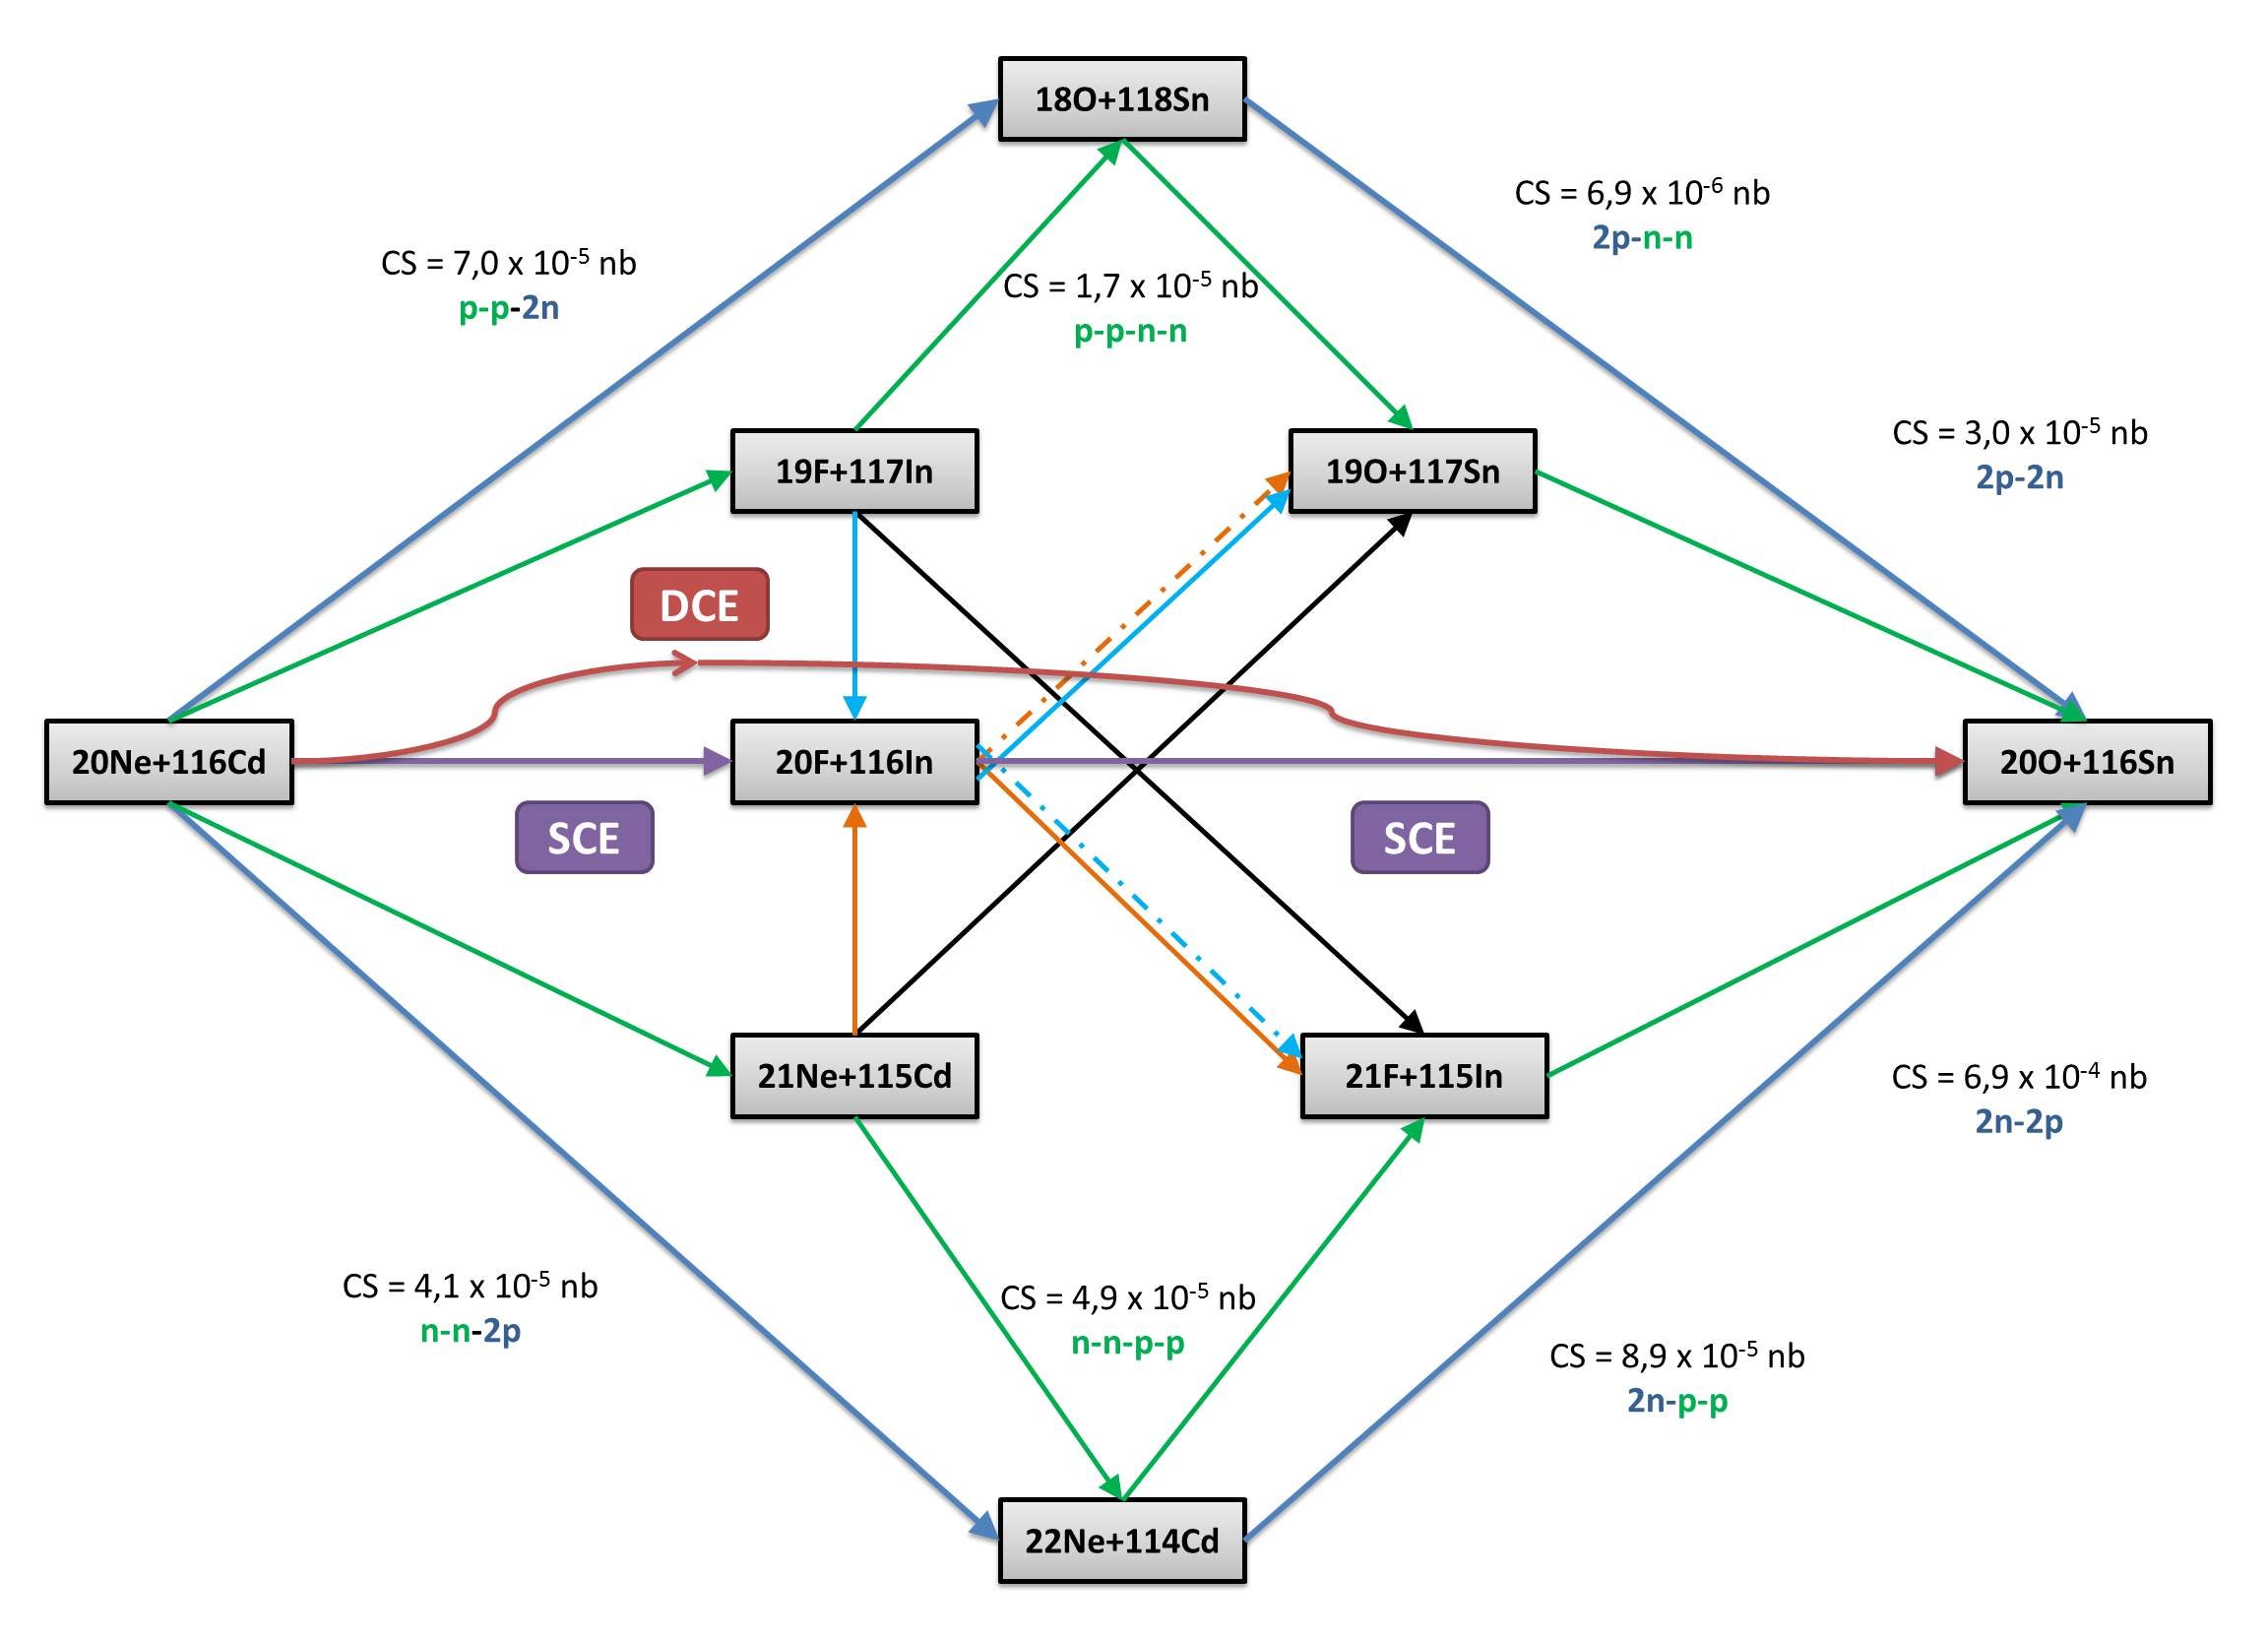 18O+118Sn
CS = 6,9 x 10⁻⁶ nb
2p-n-n
CS = 7,0 x 10⁻⁵ nb
p-p-2n
CS = 1,7 x 10⁻⁵ nb
p-p-n-n
19F+117In
19O+117Sn
CS = 3,0 x 10⁻⁵ nb
2p-2n
DCE
20Ne+116Cd
20F+116In
20O+116Sn
SCE
SCE
21Ne+115Cd
21F+115In
CS = 6,9 x 10⁻⁴ nb
2n-2p
CS = 4,1 x 10⁻⁵ nb
n-n-2p
CS = 4,9 x 10⁻⁵ nb
n-n-p-p
CS = 8,9 x 10⁻⁵ nb
2n-p-p
22Ne+114Cd